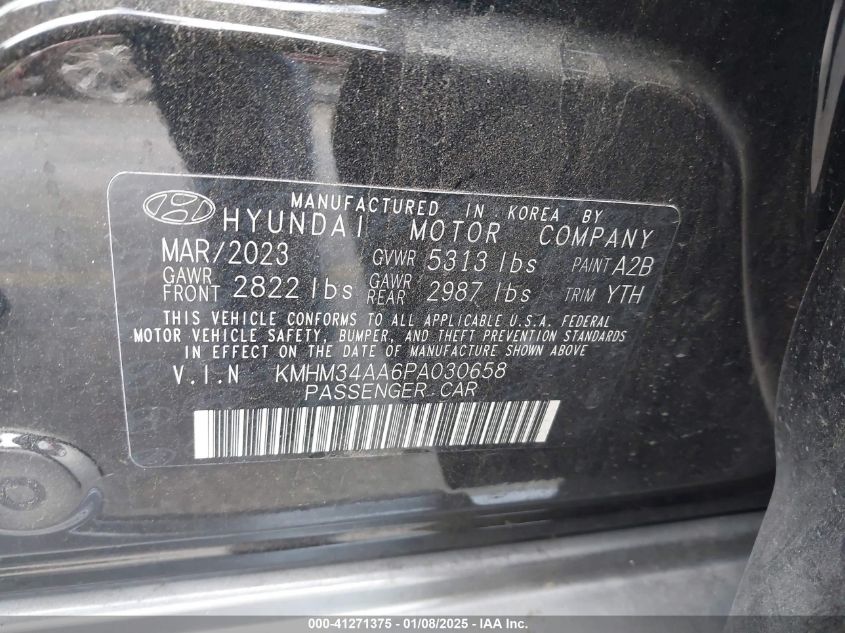 MANUFACTURED IN KOREA BY
HYUNDAI MOTOR COMPANY
MAR/2023 GVWR 5313 lbs PAINT A2B
GAWR FRONT 2822 lbs GAWR REAR 2987 lbs TRIM YTH
THIS VEHICLE CONFORMS TO ALL APPLICABLE U.S.A. FEDERAL
MOTOR VEHICLE SAFETY, BUMPER, AND THEFT PREVENTION STANDARDS
IN EFFECT ON THE DATE OF MANUFACTURE SHOWN ABOVE
V.I.N KMHM34AA6PA030658
PASSENGER CAR
000-41271375 - 01/08/2025 - IAA Inc.